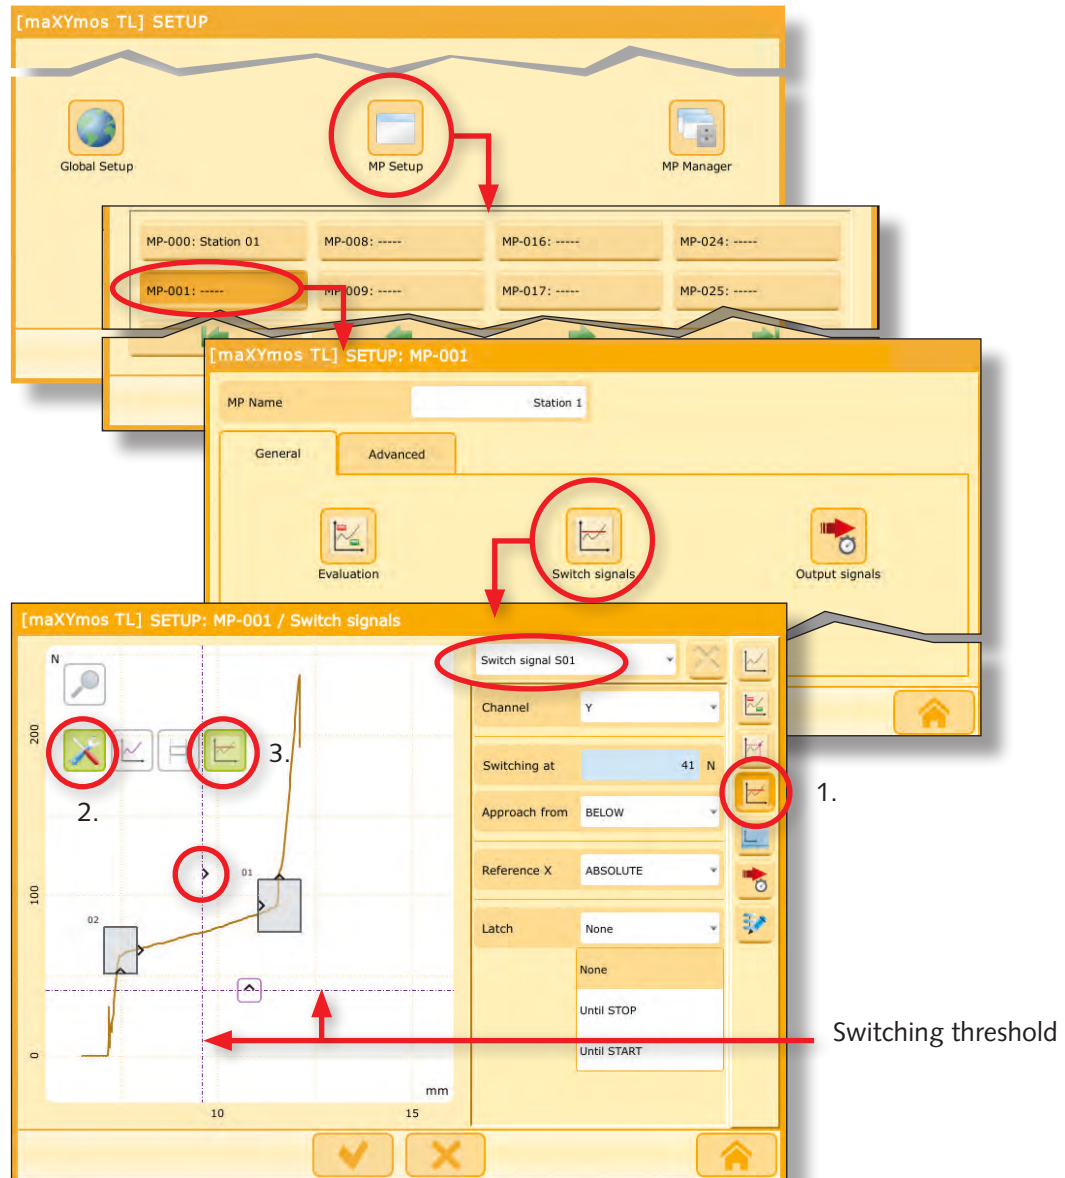 [maXYmos TL] SETUP
Global Setup
MP Setup
MP Manager
MP-000: Station 01
MP-008: -----
MP-016: -----
MP-024: -----
MP-001: -----
MP-009: -----
MP-017: -----
MP-025: -----
[maXYmos TL] SETUP: MP-001
MP Name
Station 1
General
Advanced
Evaluation
Switch signals
Output signals
[maXYmos TL] SETUP: MP-001 / Switch signals
N
200
100
0
2.
3.
01
02
mm
10
15
Switch signal S01
Channel
Y
Switching at
41 N
Approach from
BELOW
Reference X
ABSOLUTE
Latch
None
None
Until STOP
Until START
1.
Switching threshold